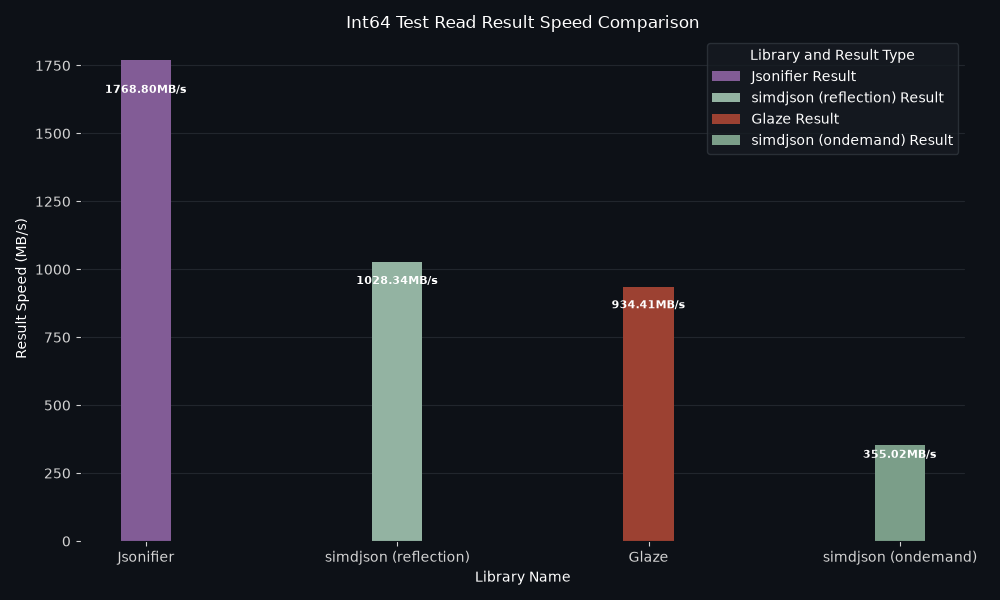 Int64 Test Read Result Speed Comparison
Library and Result Type
Jsonifier Result
simdjson (reflection) Result
Glaze Result
simdjson (ondemand) Result
Result Speed (MB/s)
1750
1500
1250
1000
750
500
250
0
1768.80MB/s
1028.34MB/s
934.41MB/s
355.02MB/s
Jsonifier
simdjson (reflection)
Glaze
simdjson (ondemand)
Library Name